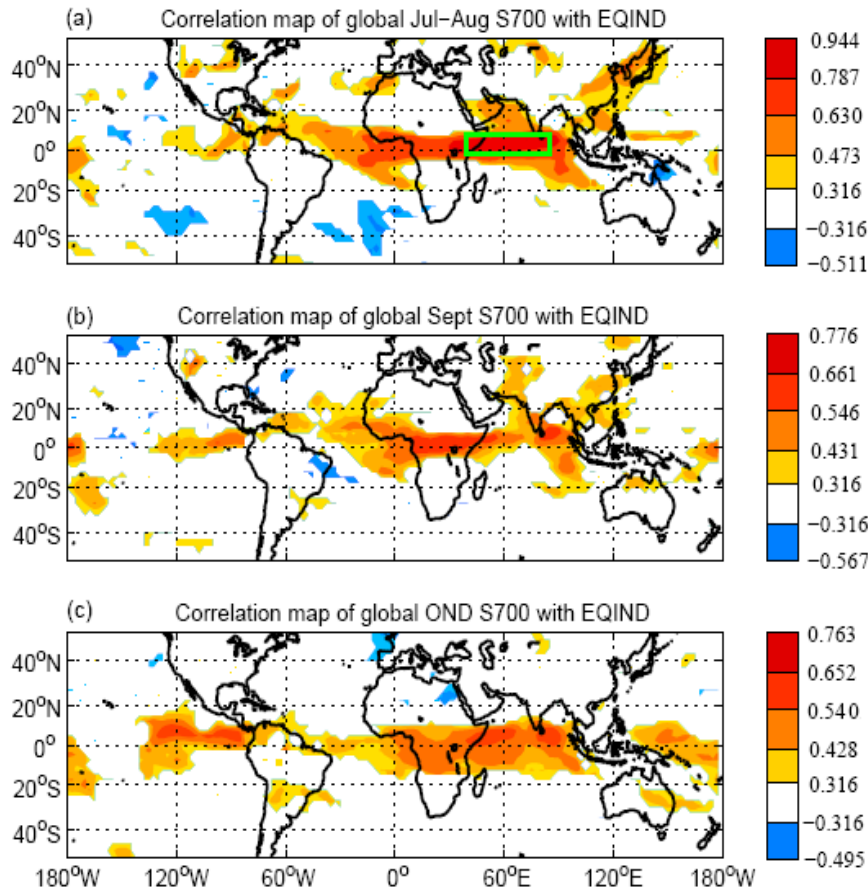 (a) Correlation map of global Jul-Aug S700 with EQIND
40°N
20°N
0°
20°S
40°S
0.944
0.787
0.630
0.473
0.316
−0.316
−0.511
(b) Correlation map of global Sept S700 with EQIND
40°N
20°N
0°
20°S
40°S
0.776
0.661
0.546
0.431
0.316
−0.316
−0.567
(c) Correlation map of global OND S700 with EQIND
40°N
20°N
0°
20°S
40°S
0.763
0.652
0.540
0.428
0.316
−0.316
−0.495
180°W 120°W 60°W 0° 60°E 120°E 180°W